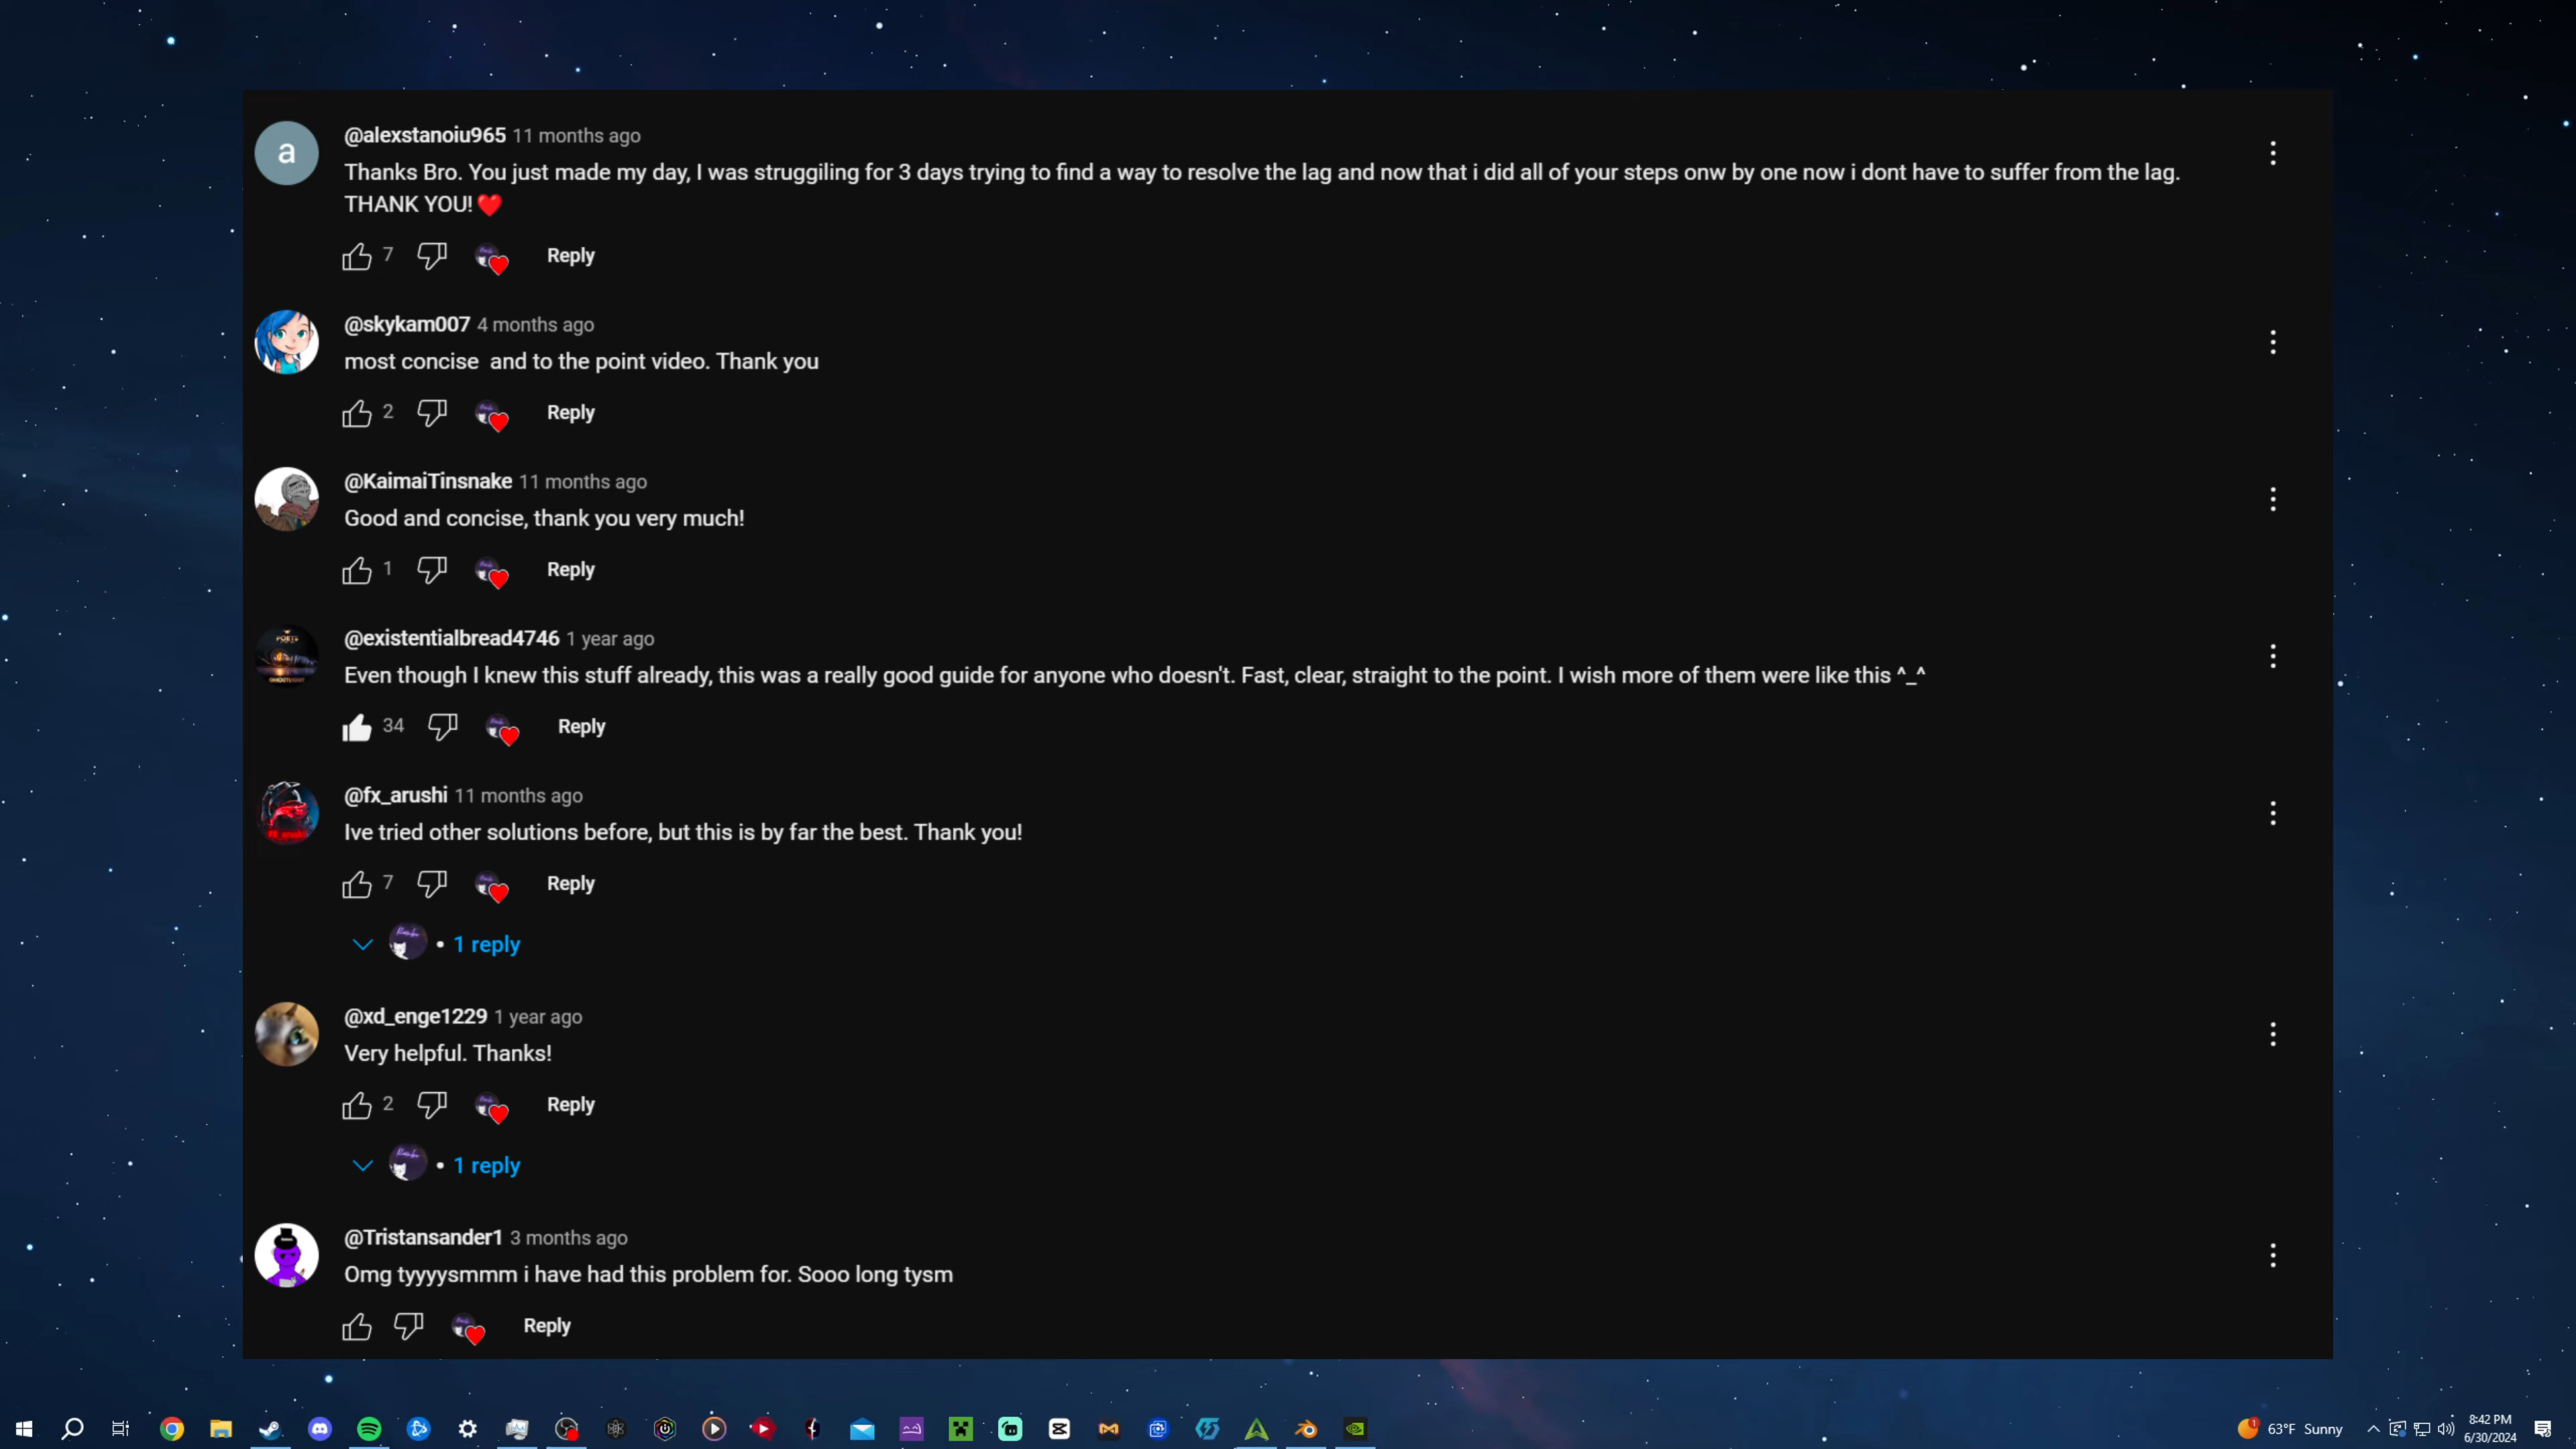 @alexstanoiu965 11 months ago
Thanks Bro. You just made my day, I was struggiling for 3 days trying to find a way to resolve the lag and now that i did all of your steps onw by one now i dont have to suffer from the lag.
THANK YOU!❤️
7 Reply
@skykam007 4 months ago
most concise  and to the point video. Thank you
2 Reply
@KaimaiTinsnake 11 months ago
Good and concise, thank you very much!
1 Reply
@existentialbread4746 1 year ago
Even though I knew this stuff already, this was a really good guide for anyone who doesn't. Fast, clear, straight to the point. I wish more of them were like this ^_^
34 Reply
@fx_arushi 11 months ago
Ive tried other solutions before, but this is by far the best. Thank you!
7 Reply
• 1 reply
@xd_enge1229 1 year ago
Very helpful. Thanks!
2 Reply
• 1 reply
@Tristansander1 3 months ago
Omg tyyyysmmm i have had this problem for. Sooo long tysm
Reply
63°F Sunny
8:42 PM
6/30/2024